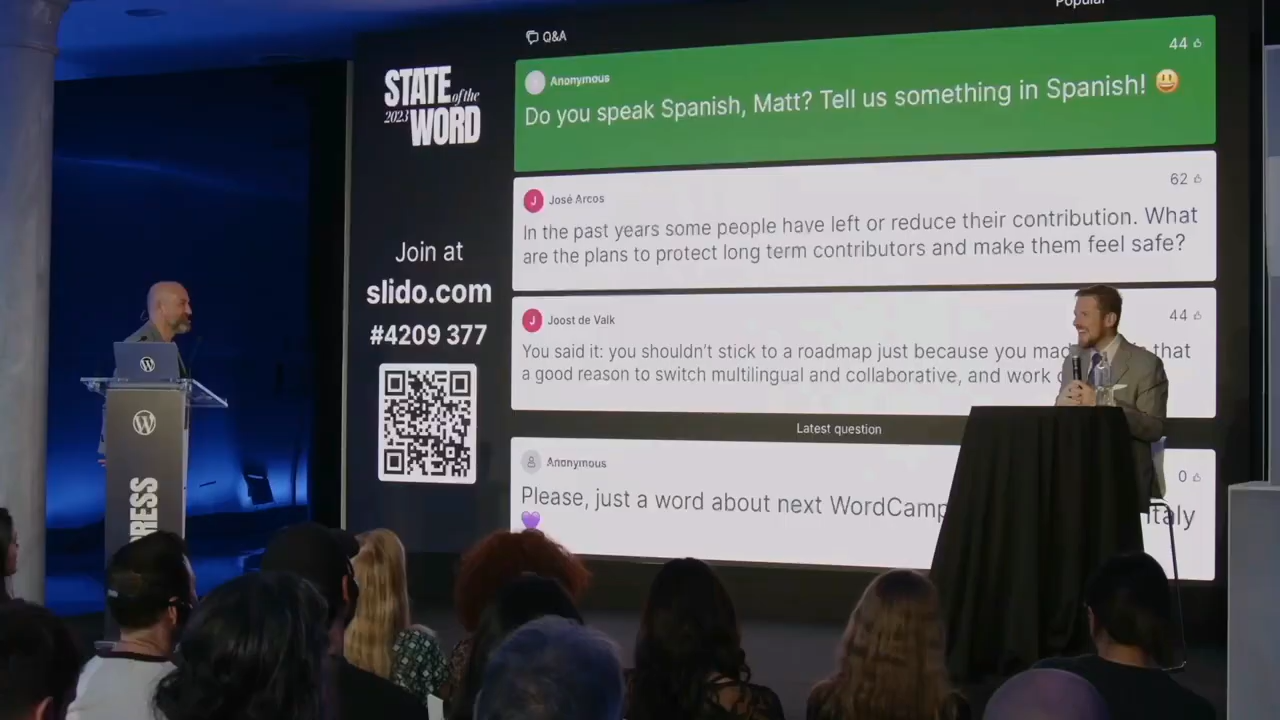 Popular
Q&A
44
Anonymous
Do you speak Spanish, Matt? Tell us something in Spanish! 😃
STATE of the
2023 WORD
62
J José Arcos
In the past years some people have left or reduce their contribution. What
are the plans to protect long term contributors and make them feel safe?
Join at
slido.com
#4209 377
44
J Joost de Valk
You said it: you shouldn't stick to a roadmap just because you made that
a good reason to switch multilingual and collaborative, and work
Latest question
0
Anonymous
Please, just a word about next WordCamp Italy
💜
W
W
PRESS